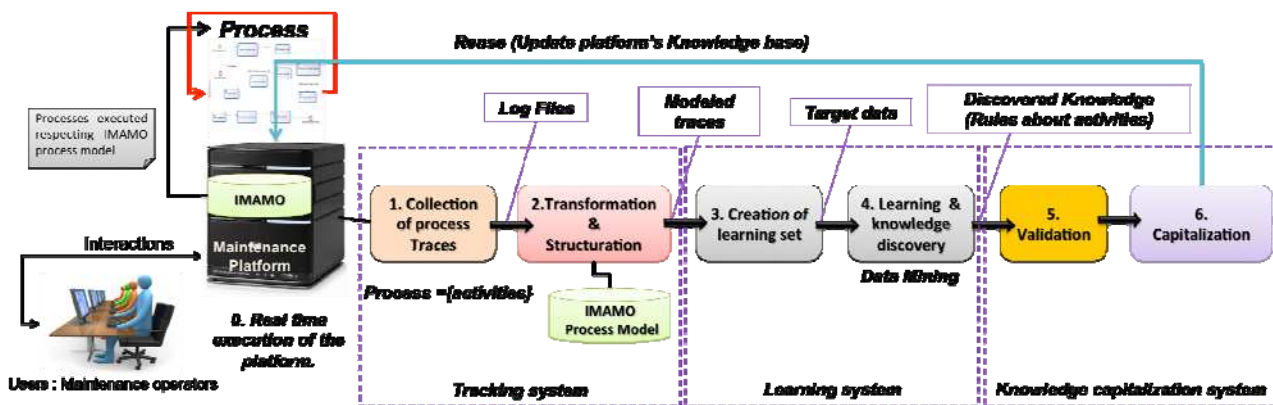 Process
Reuse (Update platform's Knowledge base)
Processes executed
respecting IMAMO
process model
Log Files
Modeled
traces
Target data
Discovered Knowledge
(Rules about activities)
IMAMO
Maintenance
Platform
Interactions
1. Collection
of process
Traces
2.Transformation
&
Structuration
3. Creation of
learning set
4. Learning &
knowledge
discovery
5.
Validation
6.
Capitalization
Process ={activities}
Data Mining
IMAMO
Process Model
0. Real time
execution of the
platform.
Users : Maintenance operators
Tracking system
Learning system
Knowledge capitalization system